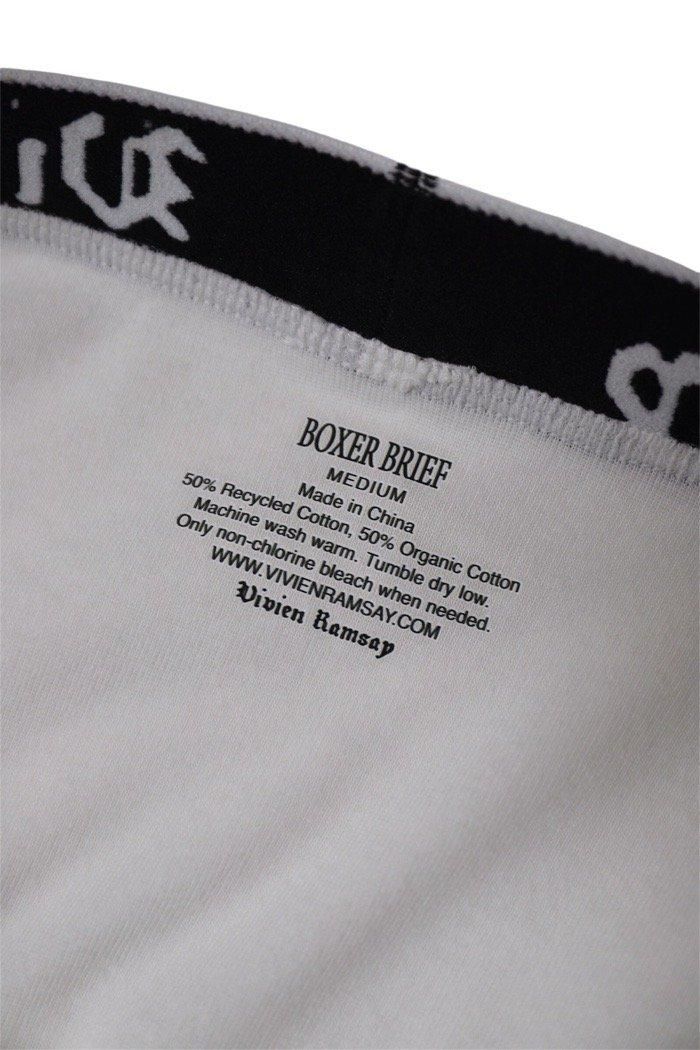 BOXER BRIEF
MEDIUM
Made in China
50% Recycled Cotton, 50% Organic Cotton
Machine wash warm. Tumble dry low.
Only non-chlorine bleach when needed.
WWW.VIVIENRAMSAY.COM
Vivien Ramsay